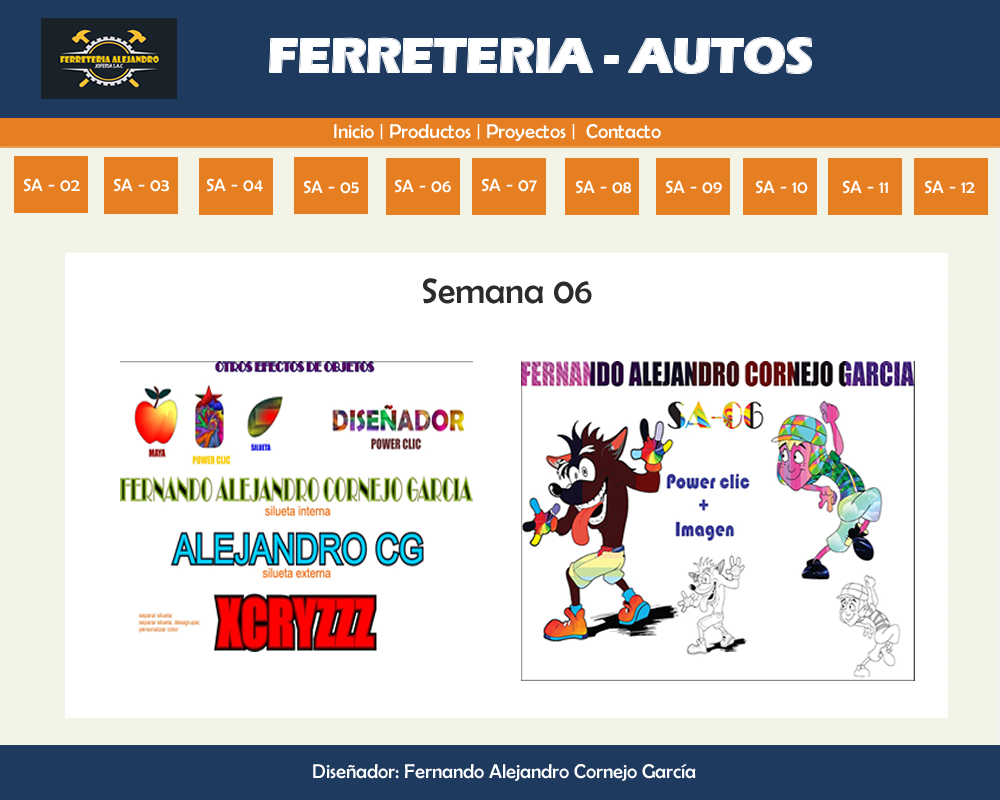 FERRETERIA ALEJANDRO
JOFERSA S.A.C
FERRETERIA - AUTOS
Inicio | Productos | Proyectos | Contacto
SA - 02
SA - 03
SA - 04
SA - 05
SA - 06
SA - 07
SA - 08
SA - 09
SA - 10
SA - 11
SA - 12
Semana 06
OTROS EFECTOS DE OBJETOS
MAYA
POWER CLIC
SILUETA
DISEÑADOR
POWER CLIC
FERNANDO ALEJANDRO CORNEJO GARCIA
silueta interna
ALEJANDRO CG
silueta externa
separar silueta:
separar silueta, desagrupar,
personalizar color
XCRYZZZ
FERNANDO ALEJANDRO CORNEJO GARCIA
SA-06
Power clic
+
Imagen
Diseñador: Fernando Alejandro Cornejo García